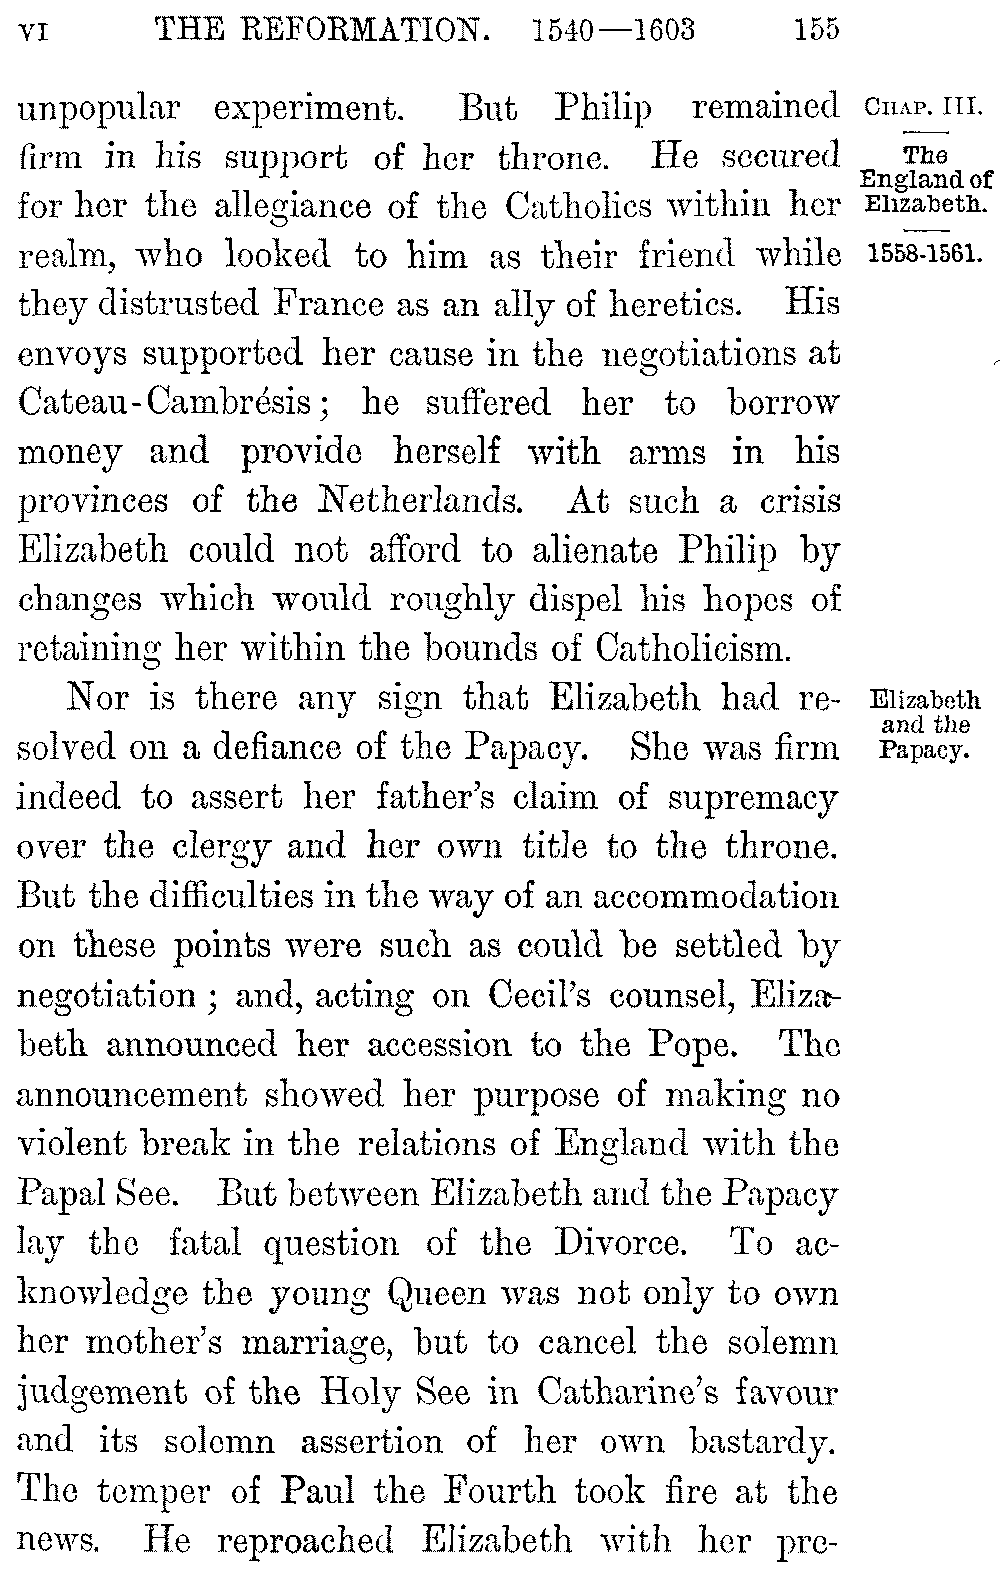 VI THE REFORMATION. 1540—1603 155
unpopular experiment. But Philip remained
firm in his support of her throne. He secured
for her the allegiance of the Catholics within her
realm, who looked to him as their friend while
they distrusted France as an ally of heretics. His
envoys supported her cause in the negotiations at
Cateau-Cambrésis; he suffered her to borrow
money and provide herself with arms in his
provinces of the Netherlands. At such a crisis
Elizabeth could not afford to alienate Philip by
changes which would roughly dispel his hopes of
retaining her within the bounds of Catholicism.
Nor is there any sign that Elizabeth had re-
solved on a defiance of the Papacy. She was firm
indeed to assert her father's claim of supremacy
over the clergy and her own title to the throne.
But the difficulties in the way of an accommodation
on these points were such as could be settled by
negotiation; and, acting on Cecil's counsel, Eliza-
beth announced her accession to the Pope. The
announcement showed her purpose of making no
violent break in the relations of England with the
Papal See. But between Elizabeth and the Papacy
lay the fatal question of the Divorce. To ac-
knowledge the young Queen was not only to own
her mother's marriage, but to cancel the solemn
judgement of the Holy See in Catharine's favour
and its solemn assertion of her own bastardy.
The temper of Paul the Fourth took fire at the
news. He reproached Elizabeth with her pre-
CHAP. III.
The
England of
Elizabeth.
1558-1561.
Elizabeth
and the
Papacy.